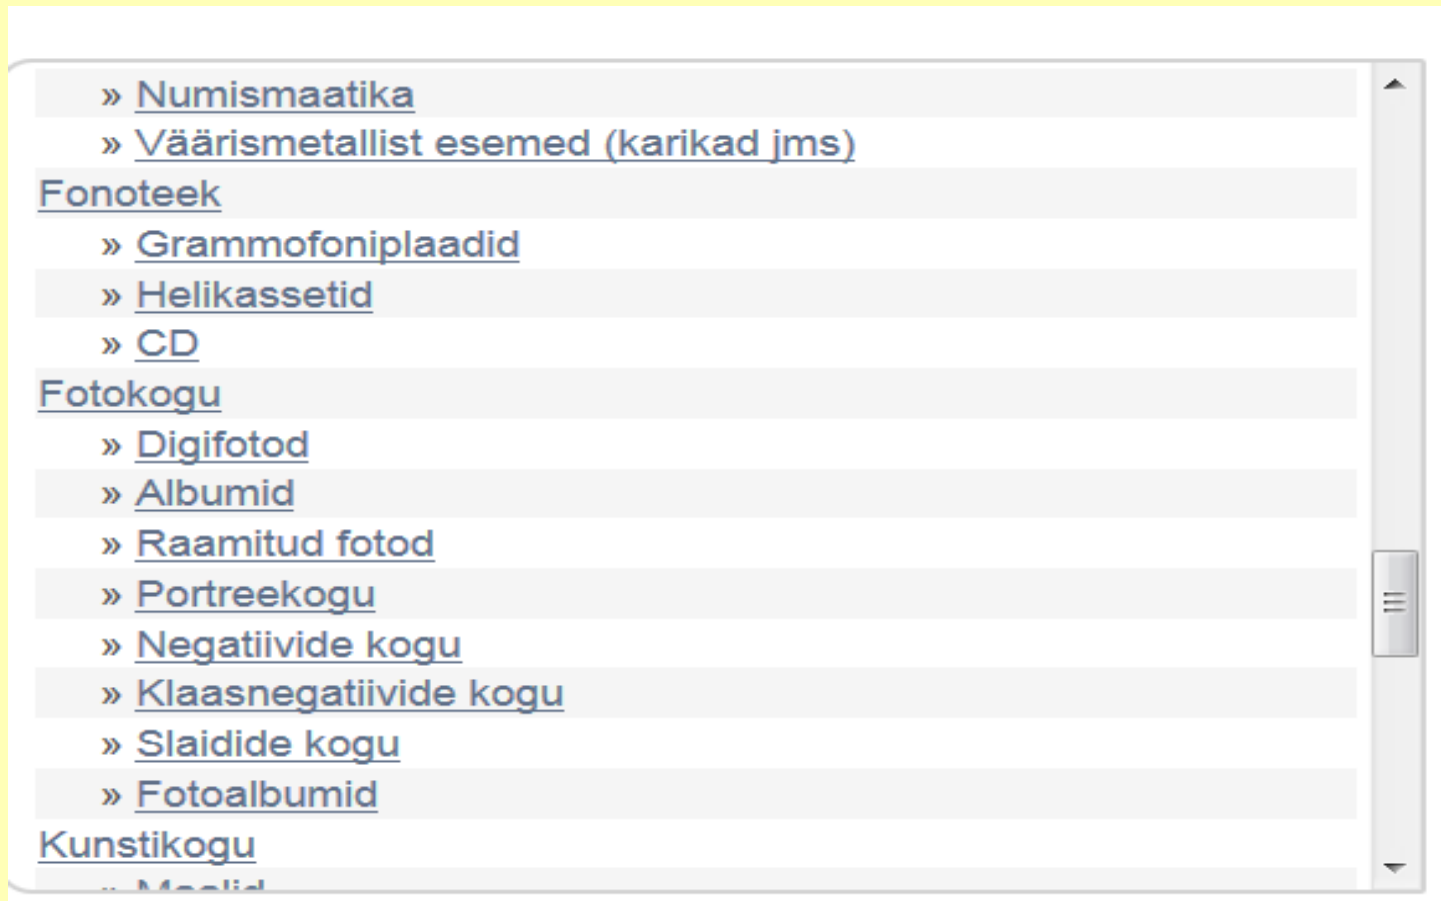 » Numismaatika
» Väärismetallist esemed (karikad jms)
Fonoteek
» Grammofoniplaadid
» Helikassetid
» CD
Fotokogu
» Digifotod
» Albumid
» Raamitud fotod
» Portreekogu
» Negatiivide kogu
» Klaasnegatiivide kogu
» Slaidide kogu
» Fotoalbumid
Kunstikogu
» Maalid